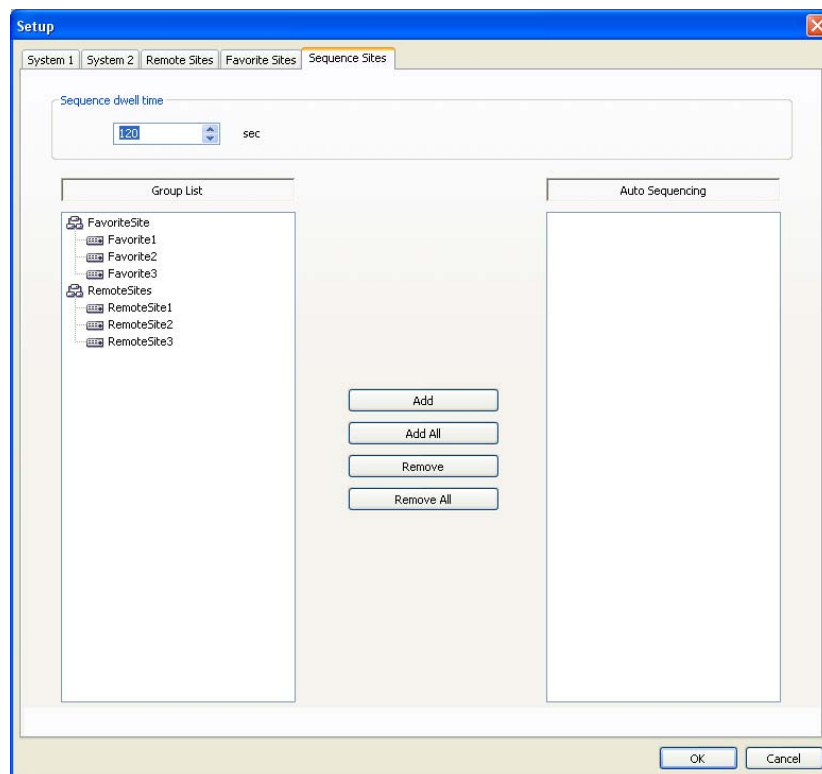 Setup
System 1 System 2 Remote Sites Favorite Sites Sequence Sites
Sequence dwell time
120 sec
Group List
FavoriteSite
Favorite1
Favorite2
Favorite3
RemoteSites
RemoteSite1
RemoteSite2
RemoteSite3
Add
Add All
Remove
Remove All
Auto Sequencing
OK Cancel